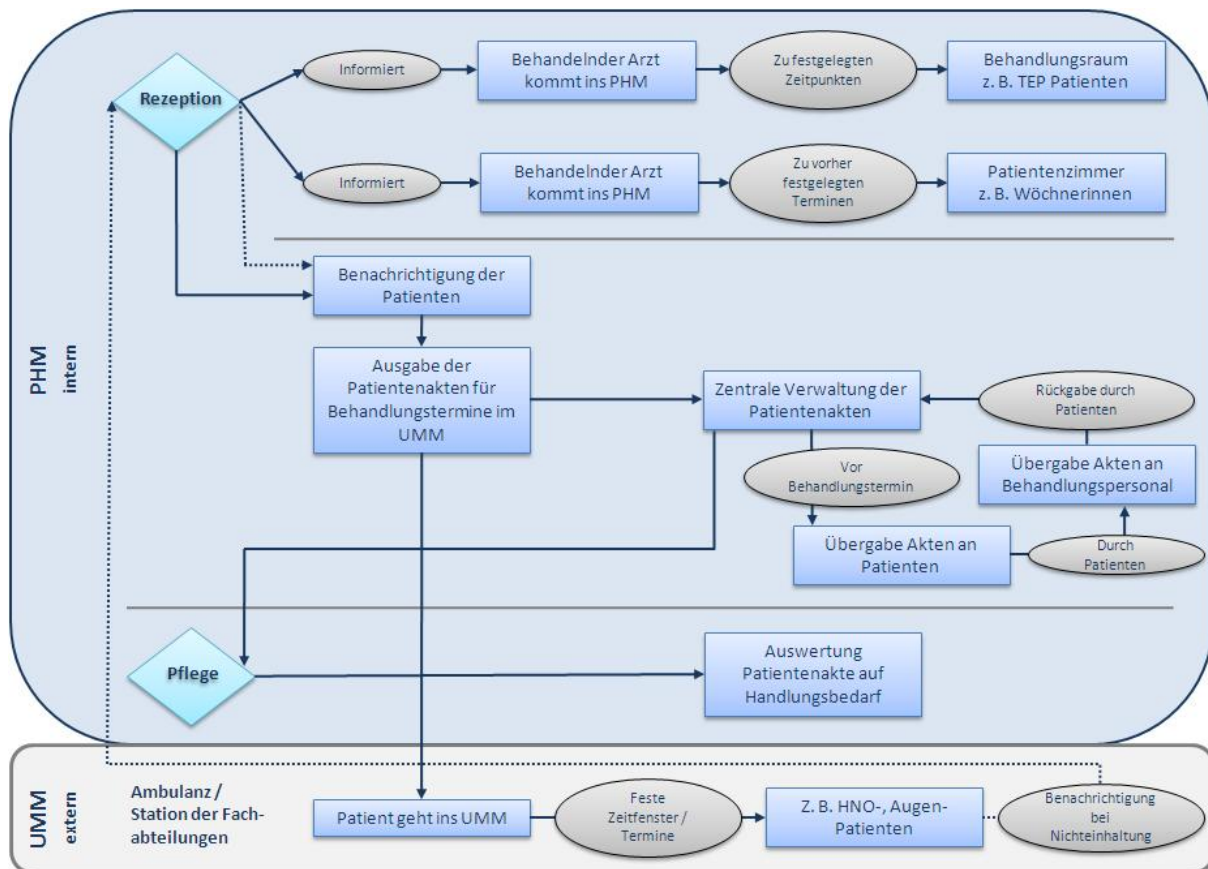 Rezeption
Informiert
Behandelnder Arzt
kommt ins PHM
Zu festgelegten
Zeitpunkten
Behandlungsraum
z. B. TEP Patienten
Informiert
Behandelnder Arzt
kommt ins PHM
Zu vorher
festgelegten
Terminen
Patientenzimmer
z. B. Wöchnerinnen
Benachrichtigung der
Patienten
Ausgabe der
Patientenakten für
Behandlungstermine im
UMM
Zentrale Verwaltung der
Patientenakten
Rückgabe durch
Patienten
Vor
Behandlungstermin
Übergabe Akten an
Behandlungspersonal
Übergabe Akten an
Patienten
Durch
Patienten
PHM
intern
Pflege
Auswertung
Patientenakte auf
Handlungsbedarf
UMM
extern
Ambulanz /
Station der Fach-
abteilungen
Patient geht ins UMM
Feste
Zeitfenster /
Termine
Z. B. HNO-, Augen-
Patienten
Benachrichtigung
bei
Nichteinhaltung